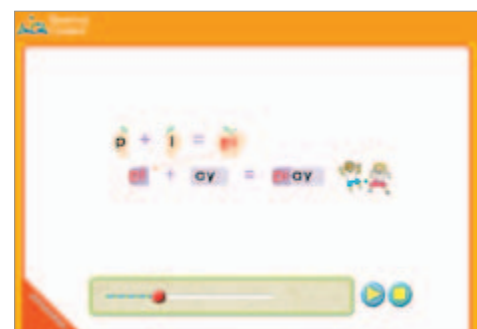 p + l = pl
pl + ay = play